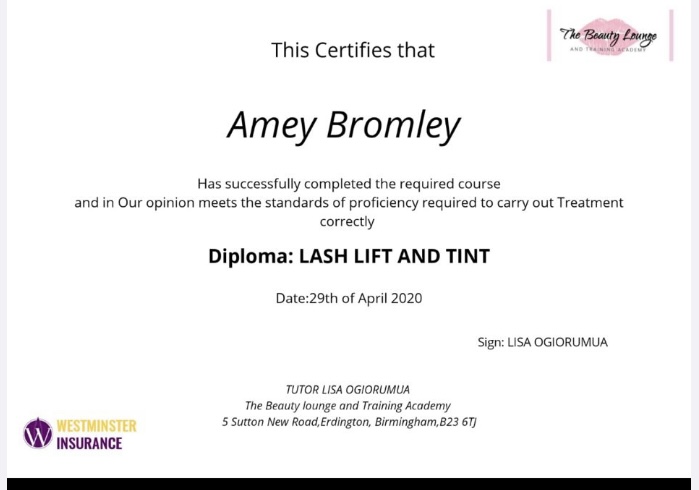 This Certifies that
The Beauty Lounge
AND TRAINING ACADEMY
Amey Bromley
Has successfully completed the required course
and in Our opinion meets the standards of proficiency required to carry out Treatment
correctly
Diploma: LASH LIFT AND TINT
Date:29th of April 2020
Sign: LISA OGIORUMUA
TUTOR LISA OGIORUMUA
The Beauty lounge and Training Academy
5 Sutton New Road,Erdington, Birmingham,B23 6TJ
W WESTMINSTER
INSURANCE